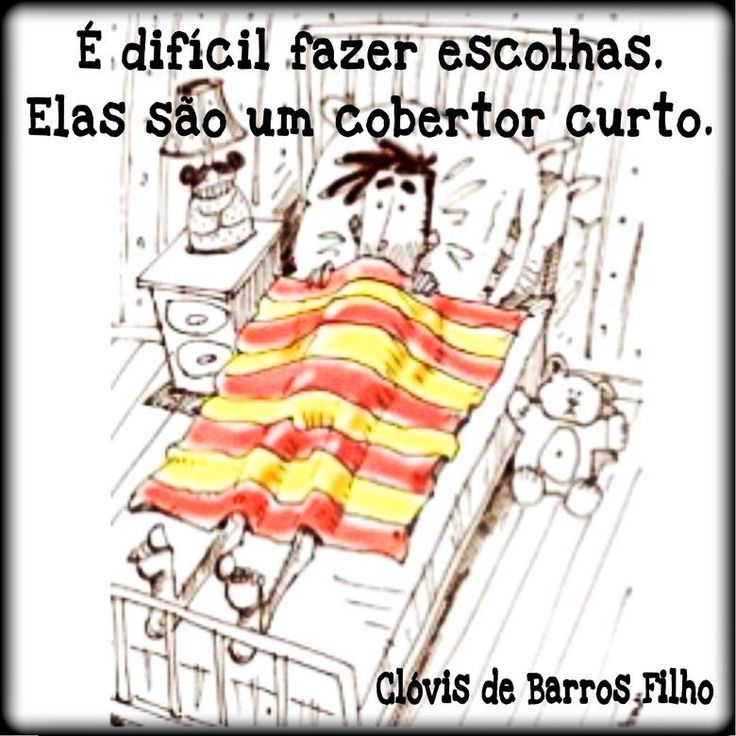 É difícil fazer escolhas.
Elas são um cobertor curto.
Clóvis de Barros Filho